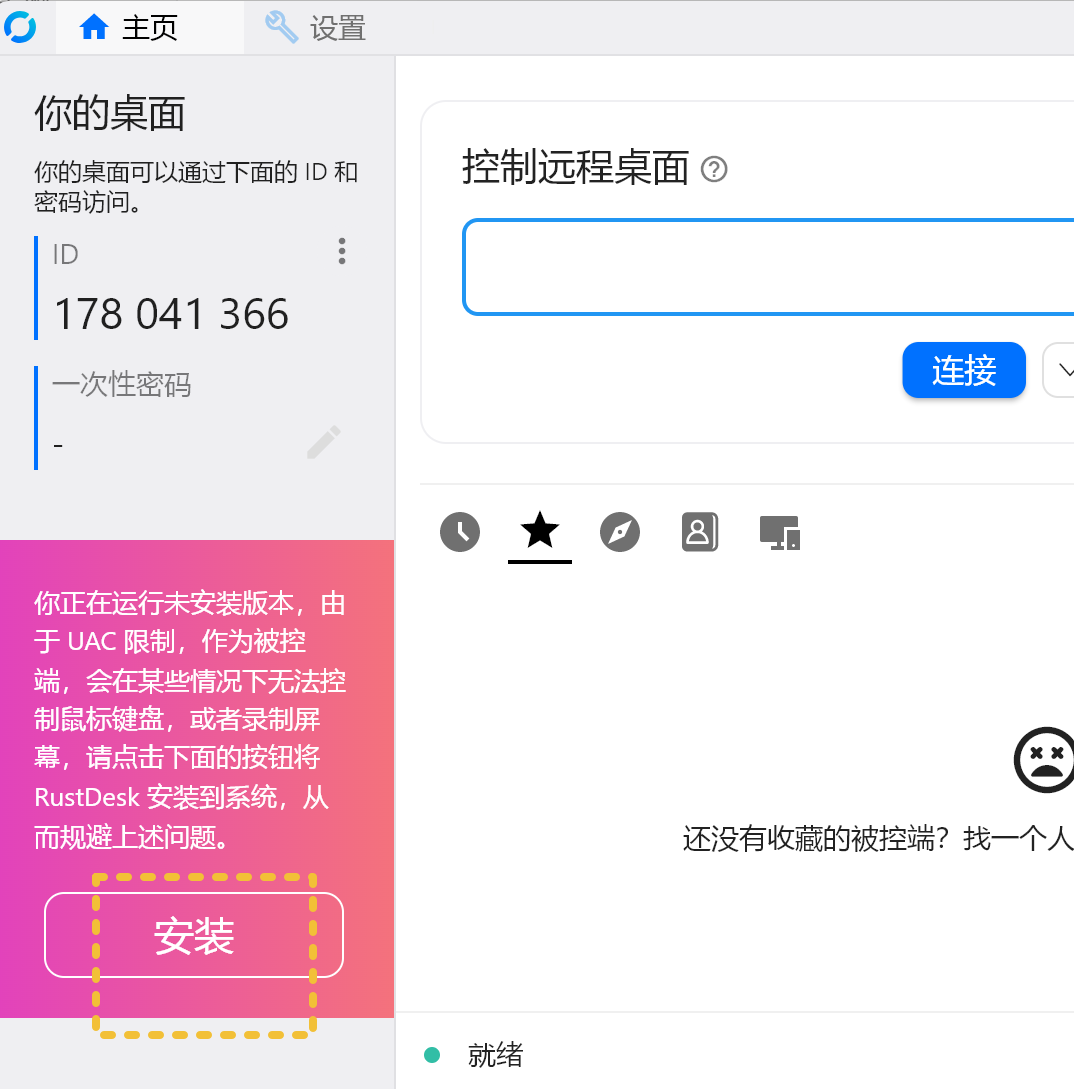 主页
设置
你的桌面
你的桌面可以通过下面的 ID 和
密码访问。
ID
178 041 366
一次性密码
-
你正在运行未安装版本，由
于 UAC 限制，作为被控
端，会在某些情况下无法控
制鼠标键盘，或者录制屏
幕，请点击下面的按钮将
RustDesk 安装到系统，从
而规避上述问题。
安装
控制远程桌面
连接
还没有收藏的被控端？找一个人
就绪